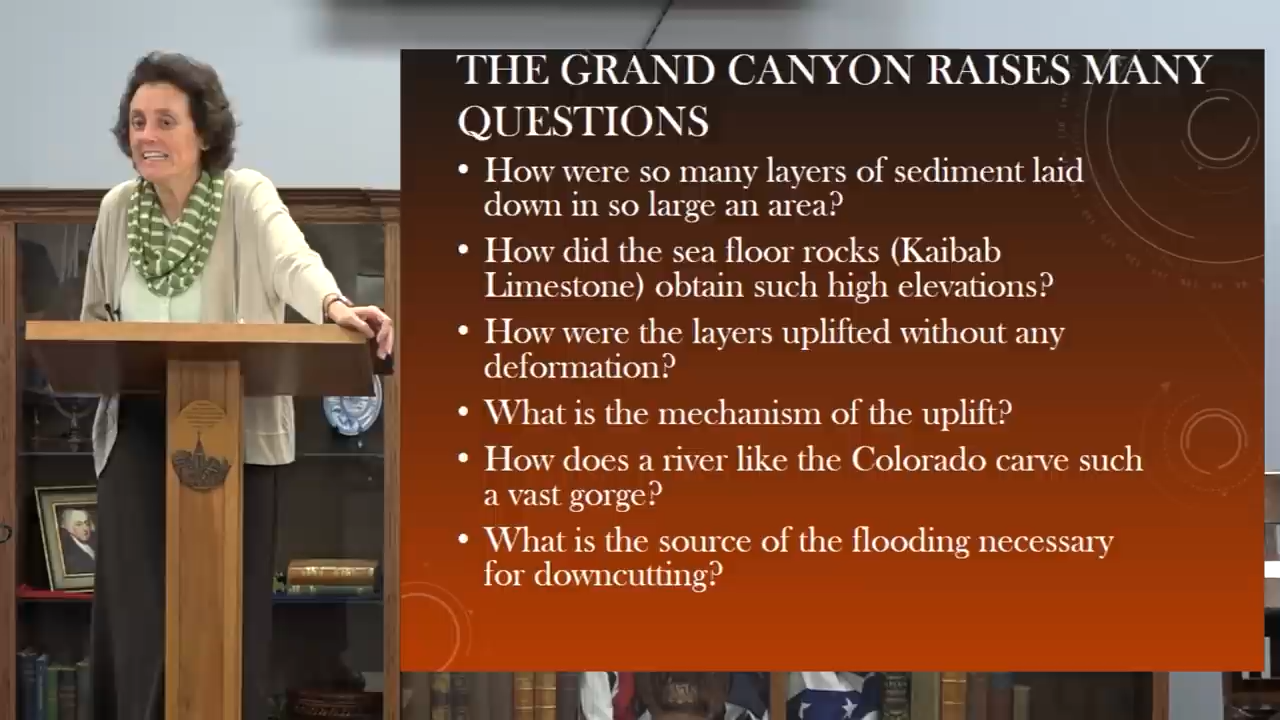 THE GRAND CANYON RAISES MANY
QUESTIONS
• How were so many layers of sediment laid
down in so large an area?
• How did the sea floor rocks (Kaibab
Limestone) obtain such high elevations?
• How were the layers uplifted without any
deformation?
• What is the mechanism of the uplift?
• How does a river like the Colorado carve such
a vast gorge?
• What is the source of the flooding necessary
for downcutting?